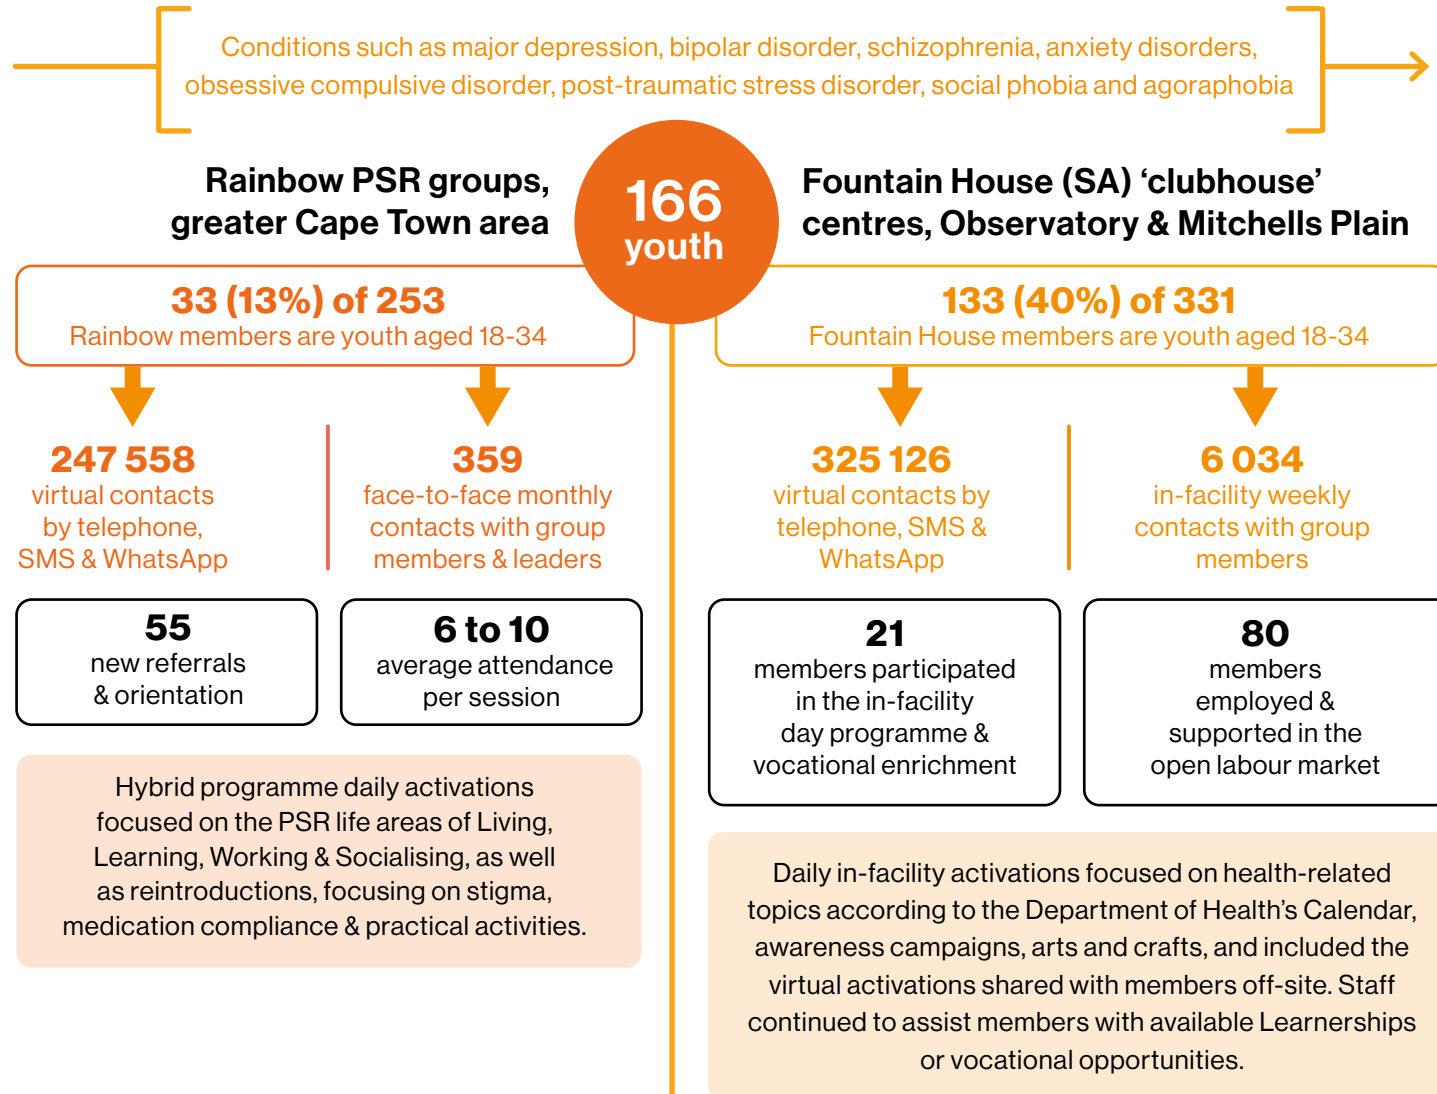 Conditions such as major depression, bipolar disorder, schizophrenia, anxiety disorders,
obsessive compulsive disorder, post-traumatic stress disorder, social phobia and agoraphobia
166
youth
Rainbow PSR groups,
greater Cape Town area
33 (13%) of 253
Rainbow members are youth aged 18-34
247 558
virtual contacts
by telephone,
SMS & WhatsApp
359
face-to-face monthly
contacts with group
members & leaders
55
new referrals
& orientation
6 to 10
average attendance
per session
Hybrid programme daily activations
focused on the PSR life areas of Living,
Learning, Working & Socialising, as well
as reintroductions, focusing on stigma,
medication compliance & practical activities.
Fountain House (SA) ‘clubhouse’
centres, Observatory & Mitchells Plain
133 (40%) of 331
Fountain House members are youth aged 18-34
325 126
virtual contacts by
telephone, SMS &
WhatsApp
6 034
in-facility weekly
contacts with group
members
21
members participated
in the in-facility
day programme &
vocational enrichment
80
members
employed &
supported in the
open labour market
Daily in-facility activations focused on health-related
topics according to the Department of Health’s Calendar,
awareness campaigns, arts and crafts, and included the
virtual activations shared with members off-site. Staff
continued to assist members with available Learnerships
or vocational opportunities.